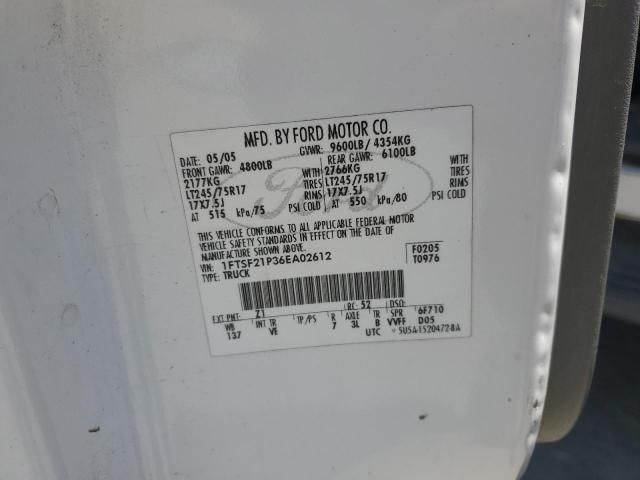 MFD. BY FORD MOTOR CO.
DATE: 05/05 GVWR: 9600LB/ 4354KG
FRONT GAWR: 4800LB REAR GAWR: 6100LB
2177KG WITH 2766KG WITH
LT245/75R17 TIRES LT245/75R17 TIRES
17X7.5J RIMS 17X7.5J RIMS
AT 515 kPa/75 PSI COLD AT 550 kPa/80 PSI COLD
Ford
THIS VEHICLE CONFORMS TO ALL APPLICABLE FEDERAL MOTOR
VEHICLE SAFETY STANDARDS IN EFFECT ON THE DATE OF
MANUFACTURE SHOWN ABOVE.
VIN: 1FTSF21P36EA02612
TYPE: TRUCK
F0205
T0976
EXT PNT: Z1 RC: 52 DSO:
WB INT TR TP/PS R AXLE TR SPR 6F710
137 VE 7 3L B VVFF D05
UTC 5U5A-1520472-BA